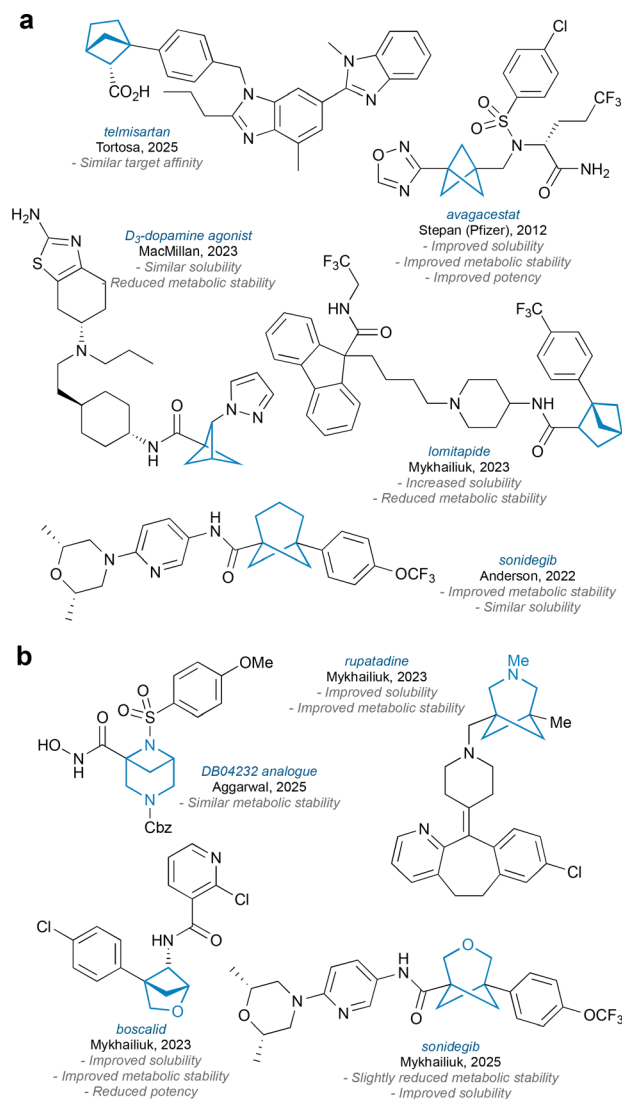 a
CO₂H
N
N
N
N
telmisartan
Tortosa, 2025
- Similar target affinity
Cl
O
O
S
N
CF₃
O
NH₂
O
N
N
avagacestat
Stepan (Pfizer), 2012
- Improved solubility
- Improved metabolic stability
- Improved potency
H₂N
N
S
N
O
NH
N
N
D₃-dopamine agonist
MacMillan, 2023
- Similar solubility
Reduced metabolic stability
F₃C
HN
O
N
NH
O
F₃C
lomitapide
Mykhailiuk, 2023
- Increased solubility
- Reduced metabolic stability
O
N
N
H
N
O
OCF₃
sonidegib
Anderson, 2022
- Improved metabolic stability
- Similar solubility
b
OMe
O
O
S
O
N
HO
N
H
N
Cbz
DB04232 analogue
Aggarwal, 2025
- Similar metabolic stability
rupatadine
Mykhailiuk, 2023
- Improved solubility
- Improved metabolic stability
Me
N
Me
N
N
Cl
N
Cl
HN
O
Cl
O
boscalid
Mykhailiuk, 2023
- Improved solubility
- Improved metabolic stability
- Reduced potency
O
N
N
H
N
O
O
OCF₃
sonidegib
Mykhailiuk, 2025
- Slightly reduced metabolic stability
- Improved solubility